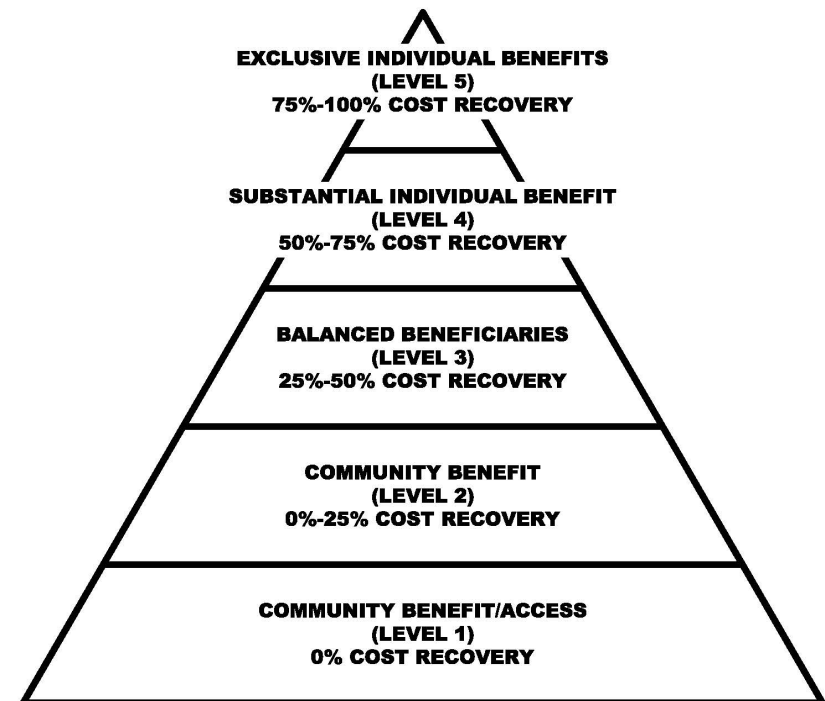 EXCLUSIVE INDIVIDUAL BENEFITS
(LEVEL 5)
75%-100% COST RECOVERY
SUBSTANTIAL INDIVIDUAL BENEFIT
(LEVEL 4)
50%-75% COST RECOVERY
BALANCED BENEFICIARIES
(LEVEL 3)
25%-50% COST RECOVERY
COMMUNITY BENEFIT
(LEVEL 2)
0%-25% COST RECOVERY
COMMUNITY BENEFIT/ACCESS
(LEVEL 1)
0% COST RECOVERY